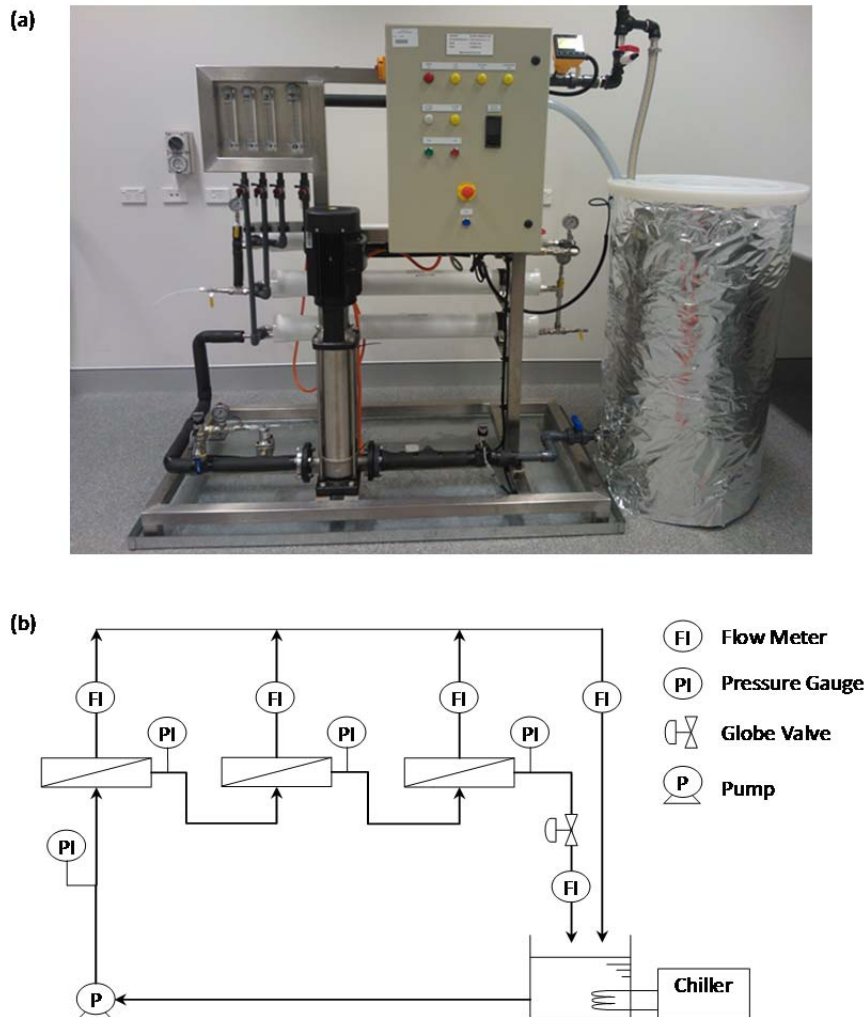 (a)
(b)
FI Flow Meter
PI Pressure Gauge
Globe Valve
P Pump
FI FI FI FI
PI PI PI
PI
FI
P
Chiller